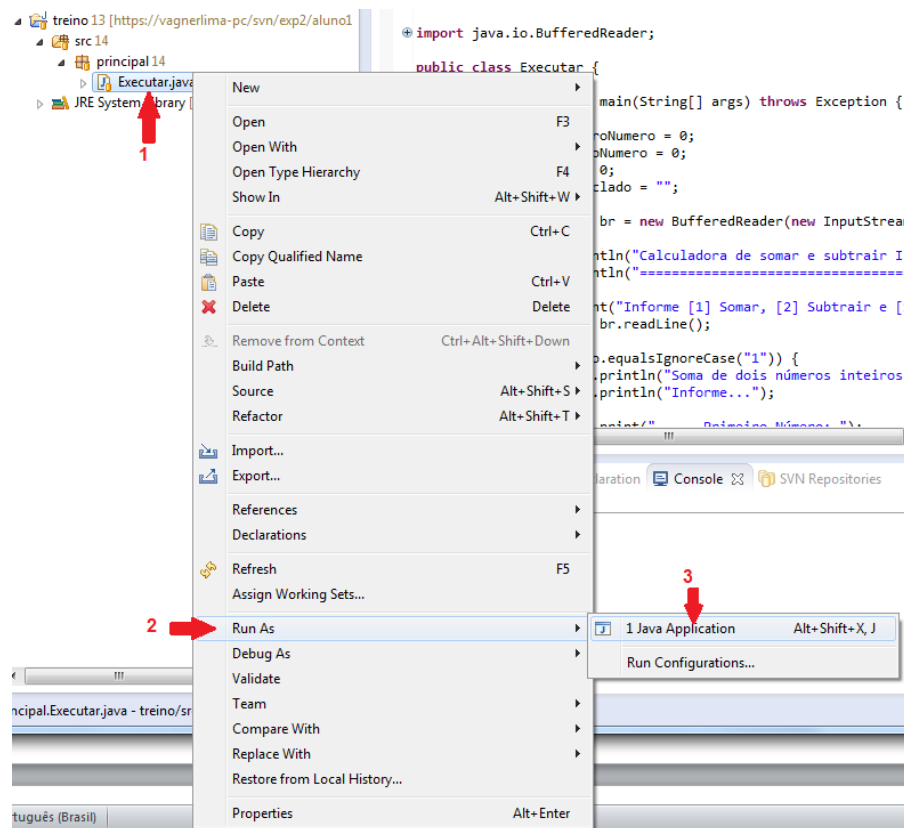 treino 13 [https://vagnerlima-pc/svn/exp2/aluno1
src 14
principal 14
Executar.java
JRE System Library [
1
import java.io.BufferedReader;
public class Executar {
main(String[] args) throws Exception {
roNumero = 0;
oNumero = 0;
0;
clado = "";
br = new BufferedReader(new InputStrea
ntln("Calculadora de somar e subtrair I
ntln("==================================
nt("Informe [1] Somar, [2] Subtrair e [
br.readLine();
o.equalsIgnoreCase("1")) {
.println("Soma de dois números inteiros
.println("Informe...");
print(" Primeiro Número: ");
New
Open F3
Open With
Open Type Hierarchy F4
Show In Alt+Shift+W
Copy Ctrl+C
Copy Qualified Name
Paste Ctrl+V
Delete Delete
Remove from Context Ctrl+Alt+Shift+Down
Build Path
Source Alt+Shift+S
Refactor Alt+Shift+T
Import...
Export...
References
Declarations
Refresh F5
Assign Working Sets...
2
Run As
Debug As
Validate
Team
Compare With
Replace With
Restore from Local History...
Properties Alt+Enter
laration Console SVN Repositories
3
1 Java Application Alt+Shift+X, J
Run Configurations...
ncipal.Executar.java - treino/sr
tuguês (Brasil)